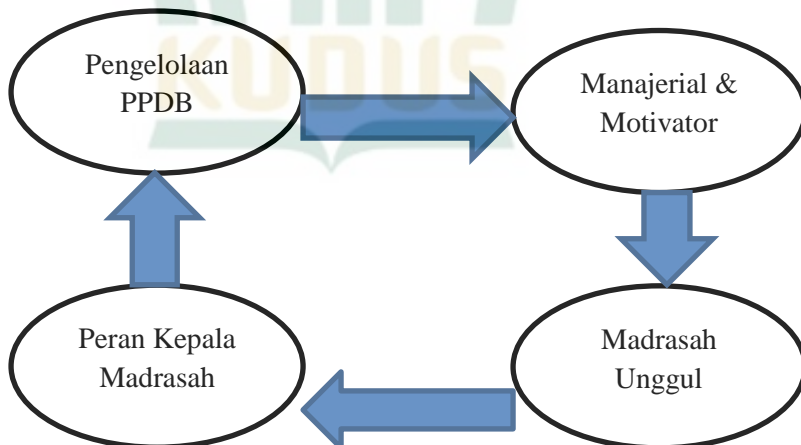 KUDUS
Pengelolaan
PPDB
Manajerial &
Motivator
Peran Kepala
Madrasah
Madrasah
Unggul